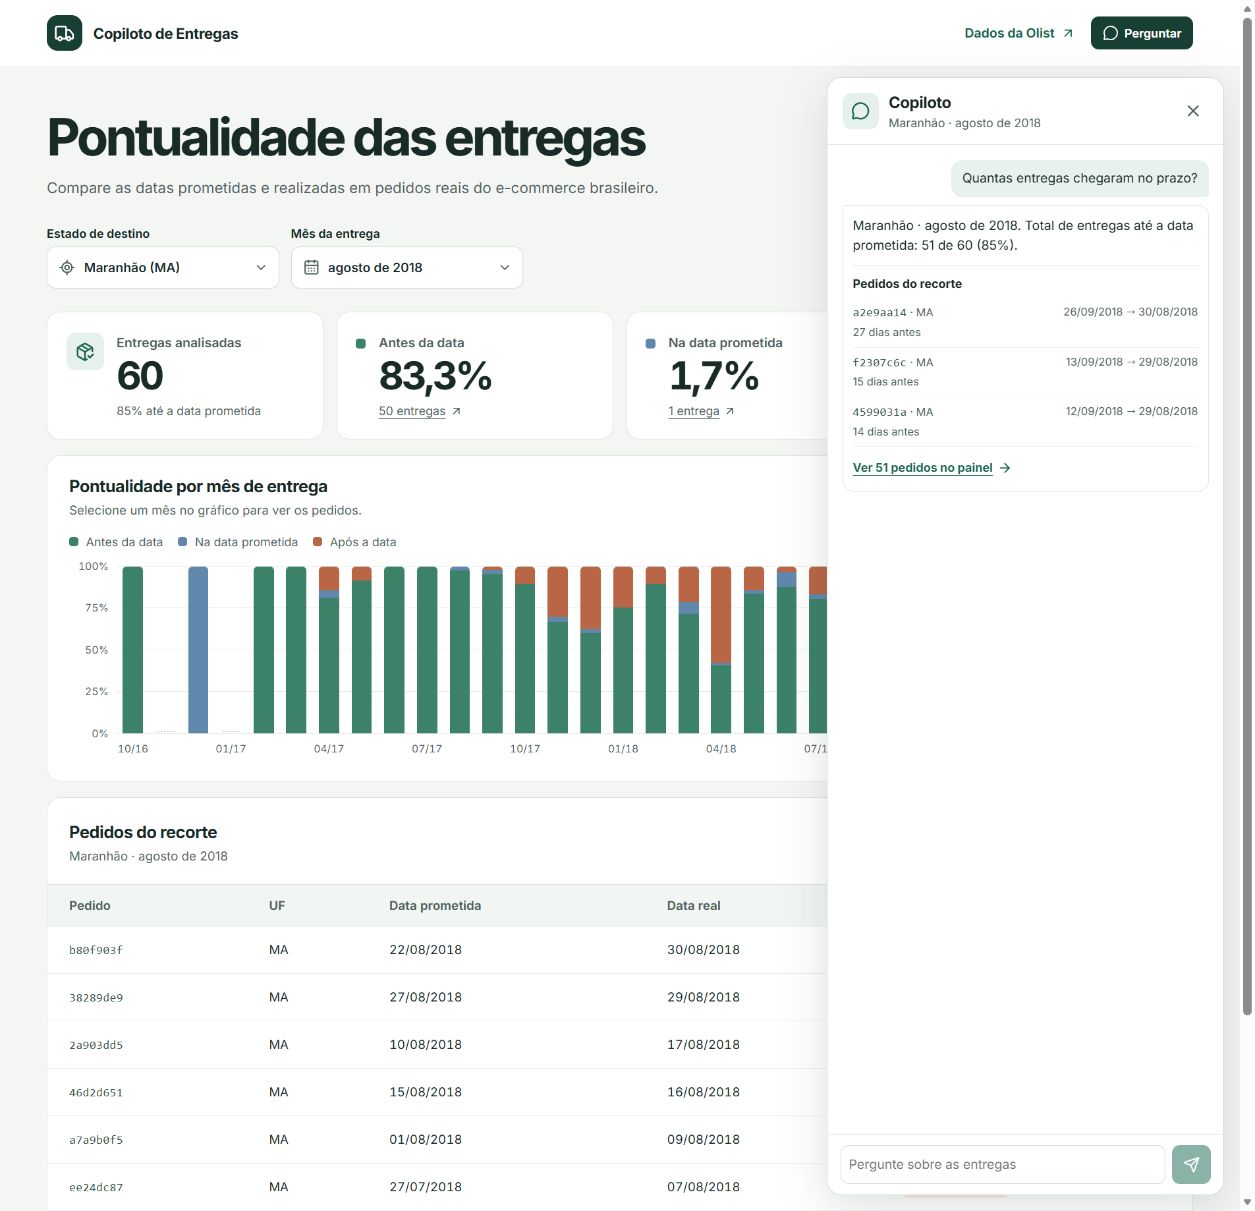 Copiloto de Entregas
Dados da Olist
Perguntar
Pontualidade das entregas
Compare as datas prometidas e realizadas em pedidos reais do e-commerce brasileiro.
Estado de destino
Mês da entrega
Maranhão (MA)
agosto de 2018
Entregas analisadas
60
85% até a data prometida
Antes da data
83,3%
50 entregas
Na data prometida
1,7%
1 entrega
Pontualidade por mês de entrega
Selecione um mês no gráfico para ver os pedidos.
Antes da data
Na data prometida
Após a data
100%
75%
50%
25%
0%
10/16
01/17
04/17
07/17
10/17
01/18
04/18
07/1
Pedidos do recorte
Maranhão · agosto de 2018
Pedido UF Data prometida Data real
b80f903f MA 22/08/2018 30/08/2018
38289de9 MA 27/08/2018 29/08/2018
2a903dd5 MA 10/08/2018 17/08/2018
46d2d651 MA 15/08/2018 16/08/2018
a7a9b0f5 MA 01/08/2018 09/08/2018
ee24dc87 MA 27/07/2018 07/08/2018
Copiloto
Maranhão · agosto de 2018
Quantas entregas chegaram no prazo?
Maranhão · agosto de 2018. Total de entregas até a data
prometida: 51 de 60 (85%).
Pedidos do recorte
a2e9aa14 · MA 26/09/2018 → 30/08/2018
27 dias antes
f2307c6c · MA 13/09/2018 → 29/08/2018
15 dias antes
4599031a · MA 12/09/2018 → 29/08/2018
14 dias antes
Ver 51 pedidos no painel →
Pergunte sobre as entregas